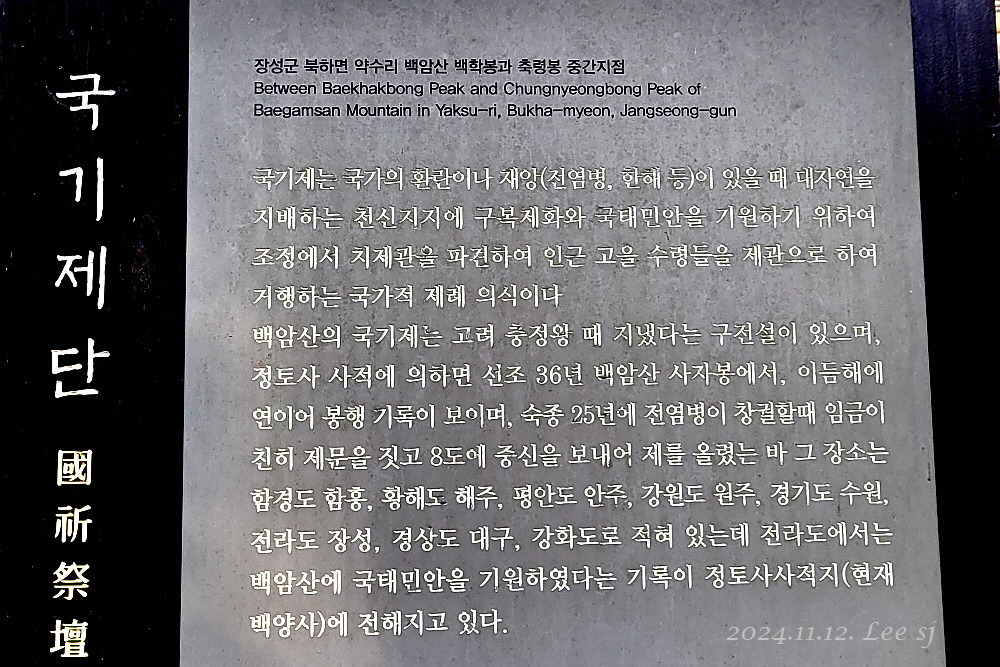 국기제단
國祈祭壇
장성군 북하면 약수리 백암산 백학봉과 축령봉 중간지점
Between Baekhakbong Peak and Chungnyeongbong Peak of
Baegamsan Mountain in Yaksu-ri, Bukha-myeon, Jangseong-gun
국기제는 국가의 환란이나 재앙(전염병, 한해 등)이 있을 때 대자연을
지배하는 천신지지에 구복체화와 국태민안을 기원하기 위하여
조정에서 치제관을 파견하여 인근 고을 수령들을 제관으로 하여
거행하는 국가적 제례 의식이다
백암산의 국기제는 고려 충정왕 때 지냈다는 구전설이 있으며,
정토사 사적에 의하면 선조 36년 백암산 사자봉에서, 이듬해에
연이어 봉행 기록이 보이며, 숙종 25년에 전염병이 창궐할때 임금이
친히 제문을 짓고 8도에 중신을 보내어 제를 올렸는 바 그 장소는
함경도 함흥, 황해도 해주, 평안도 안주, 강원도 원주, 경기도 수원,
전라도 장성, 경상도 대구, 강화도로 적혀 있는데 전라도에서는
백암산에 국태민안을 기원하였다는 기록이 정토사사적지(현재
백양사)에 전해지고 있다.
2024.11.12. Lee sj